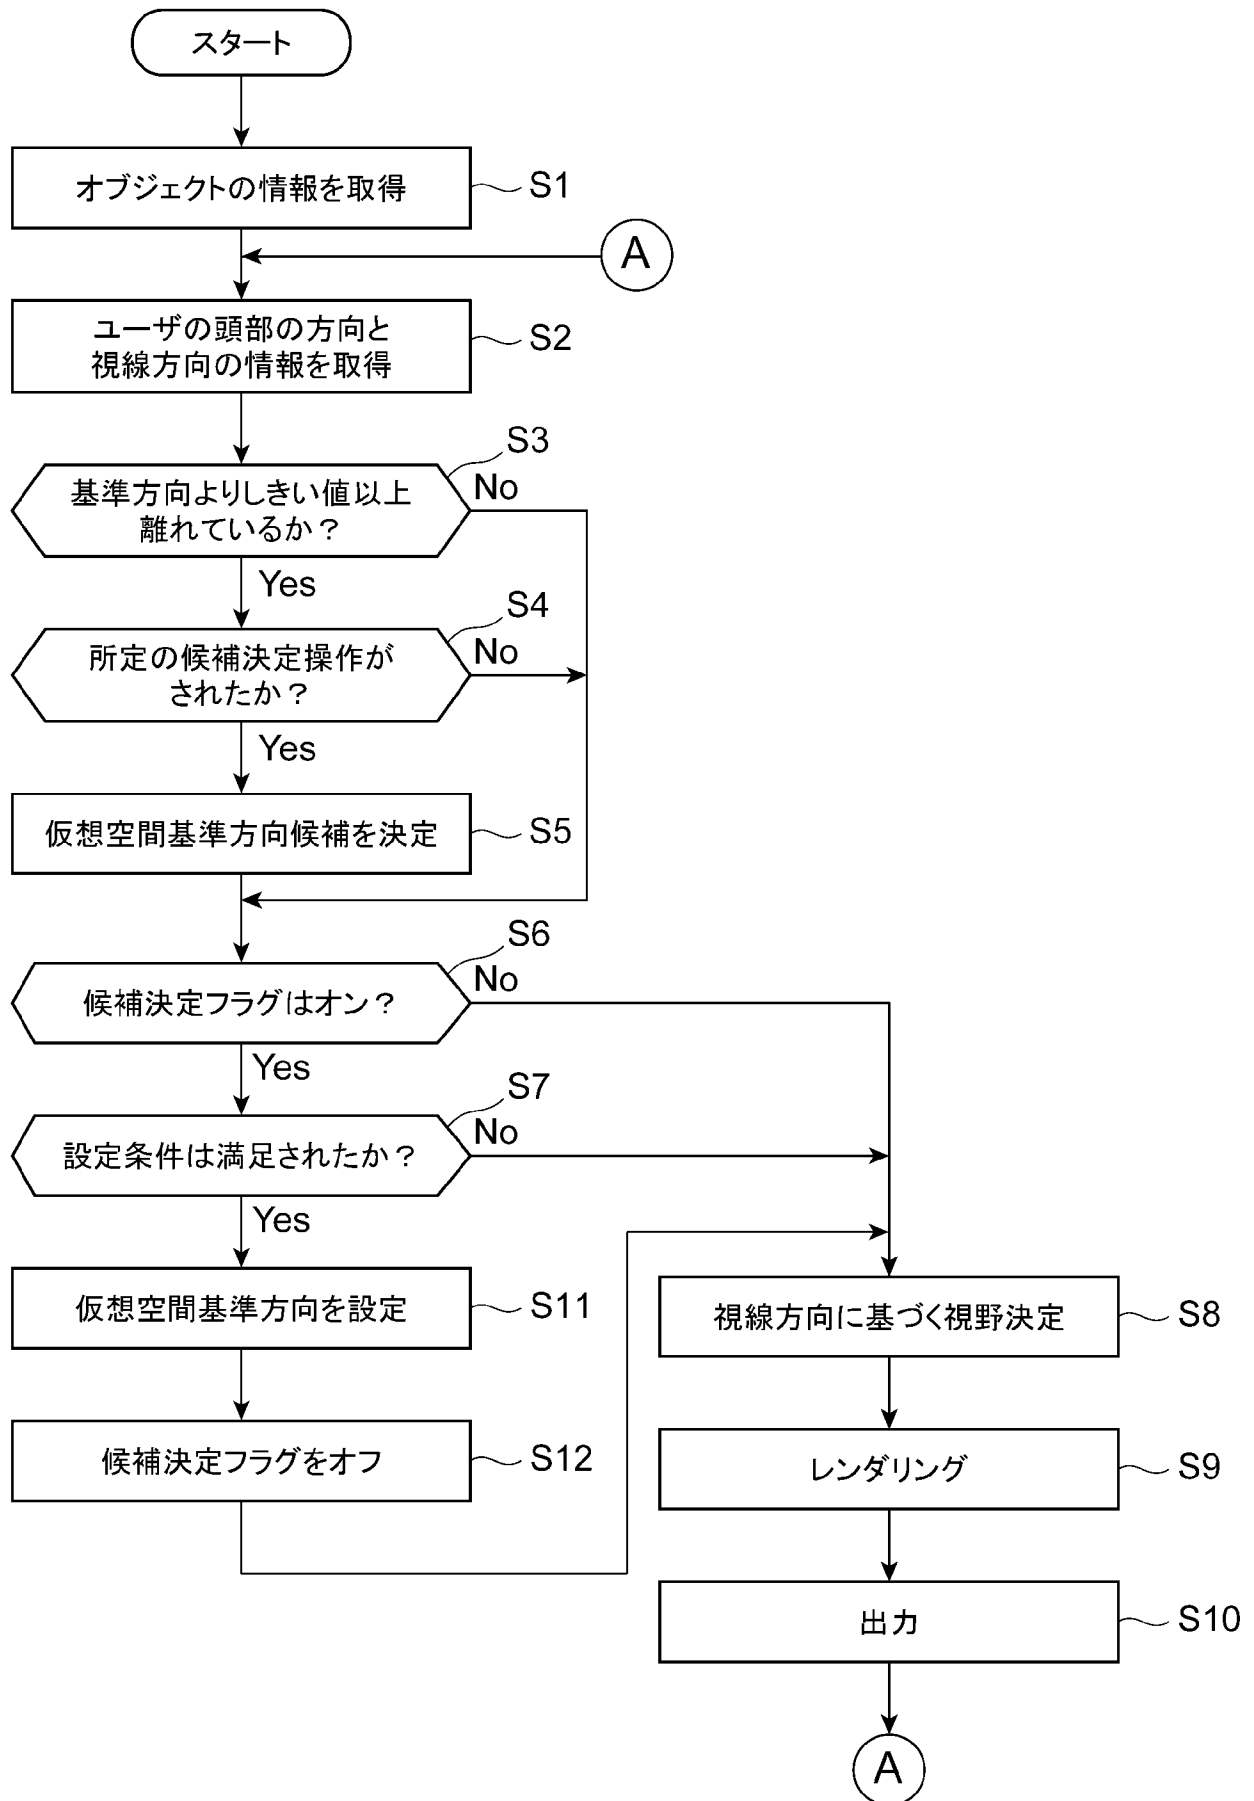 スタート
オブジェクトの情報を取得
S1
A
ユーザの頭部の方向と
視線方向の情報を取得
S2
基準方向よりしきい値以上
離れているか？
S3
No
Yes
所定の候補決定操作が
されたか？
S4
No
Yes
仮想空間基準方向候補を決定
S5
候補決定フラグはオン？
S6
No
Yes
設定条件は満足されたか？
S7
No
Yes
仮想空間基準方向を設定
S11
候補決定フラグをオフ
S12
視線方向に基づく視野決定
S8
レンダリング
S9
出力
S10
A